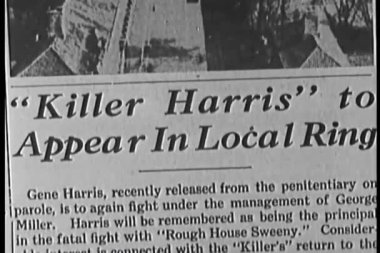 "Killer Harris" to
Appear In Local Ring
Gene Harris, recently released from the penitentiary on
parole, is to again fight under the management of George
Miller. Harris will be remembered as being the principal
in the fatal fight with "Rough House Sweeny." Consider-
interest is connected with the "Killer's" return to the